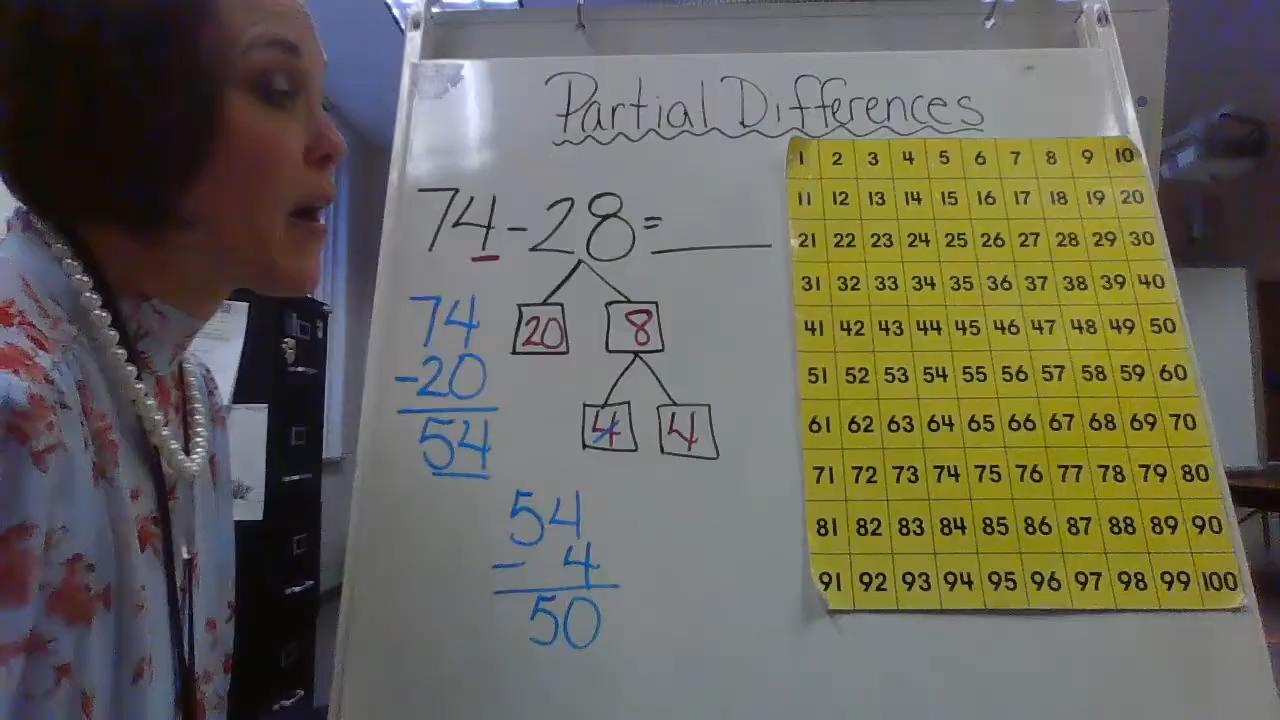 Partial Differences
74-28=____
20 8
4 4
74
-20
54
54
- 4
50
1 2 3 4 5 6 7 8 9 10
11 12 13 14 15 16 17 18 19 20
21 22 23 24 25 26 27 28 29 30
31 32 33 34 35 36 37 38 39 40
41 42 43 44 45 46 47 48 49 50
51 52 53 54 55 56 57 58 59 60
61 62 63 64 65 66 67 68 69 70
71 72 73 74 75 76 77 78 79 80
81 82 83 84 85 86 87 88 89 90
91 92 93 94 95 96 97 98 99 100